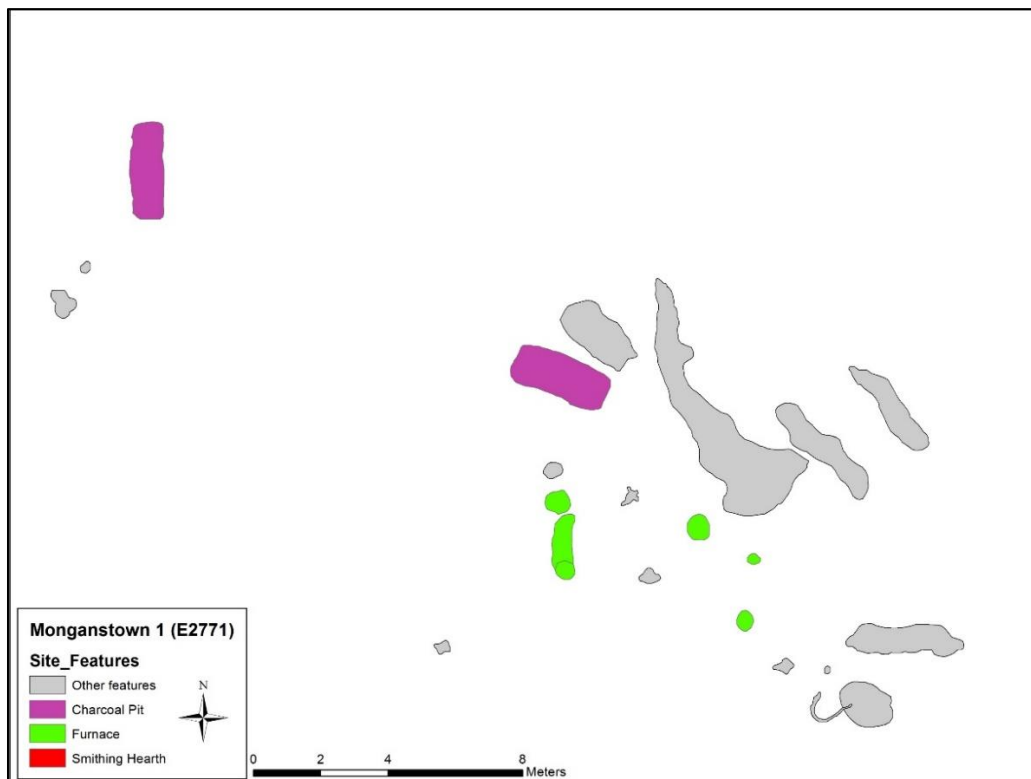 Monganstown 1 (E2771)
Site_Features
Other features
Charcoal Pit
Furnace
Smithing Hearth
N
0 2 4 8
Meters